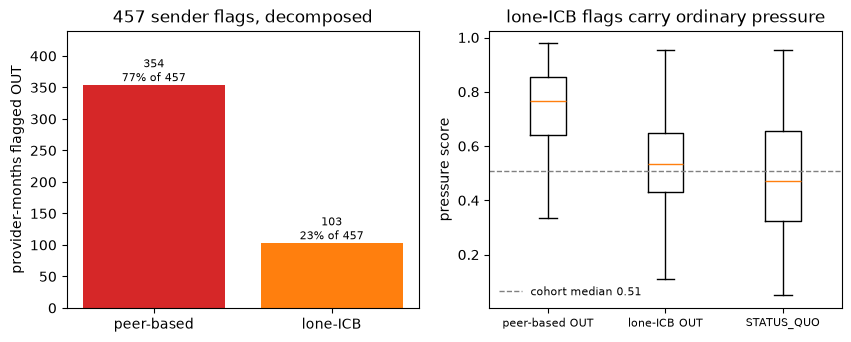 457 sender flags, decomposed
provider-months flagged OUT
400
350
300
250
200
150
100
50
0
354
77% of 457
103
23% of 457
peer-based
lone-ICB
lone-ICB flags carry ordinary pressure
pressure score
1.0
0.8
0.6
0.4
0.2
cohort median 0.51
peer-based OUT
lone-ICB OUT
STATUS_QUO